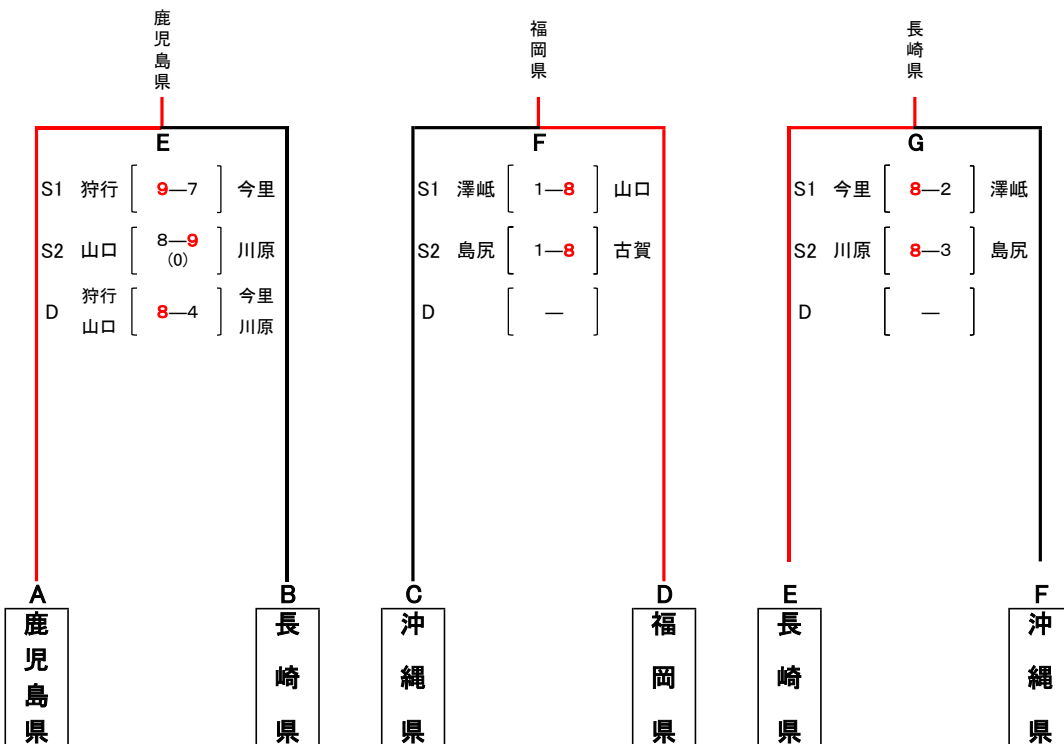 鹿児島県
福岡県
長崎県
E
F
G
S1 狩行 9—7 今里
S2 山口 8—9 川原
(0)
D 狩行 8—4 今里
山口 川原
S1 澤岻 1—8 山口
S2 島尻 1—8 古賀
D —
S1 今里 8—2 澤岻
S2 川原 8—3 島尻
D —
A
鹿児島県
B
長崎県
C
沖縄県
D
福岡県
E
長崎県
F
沖縄県